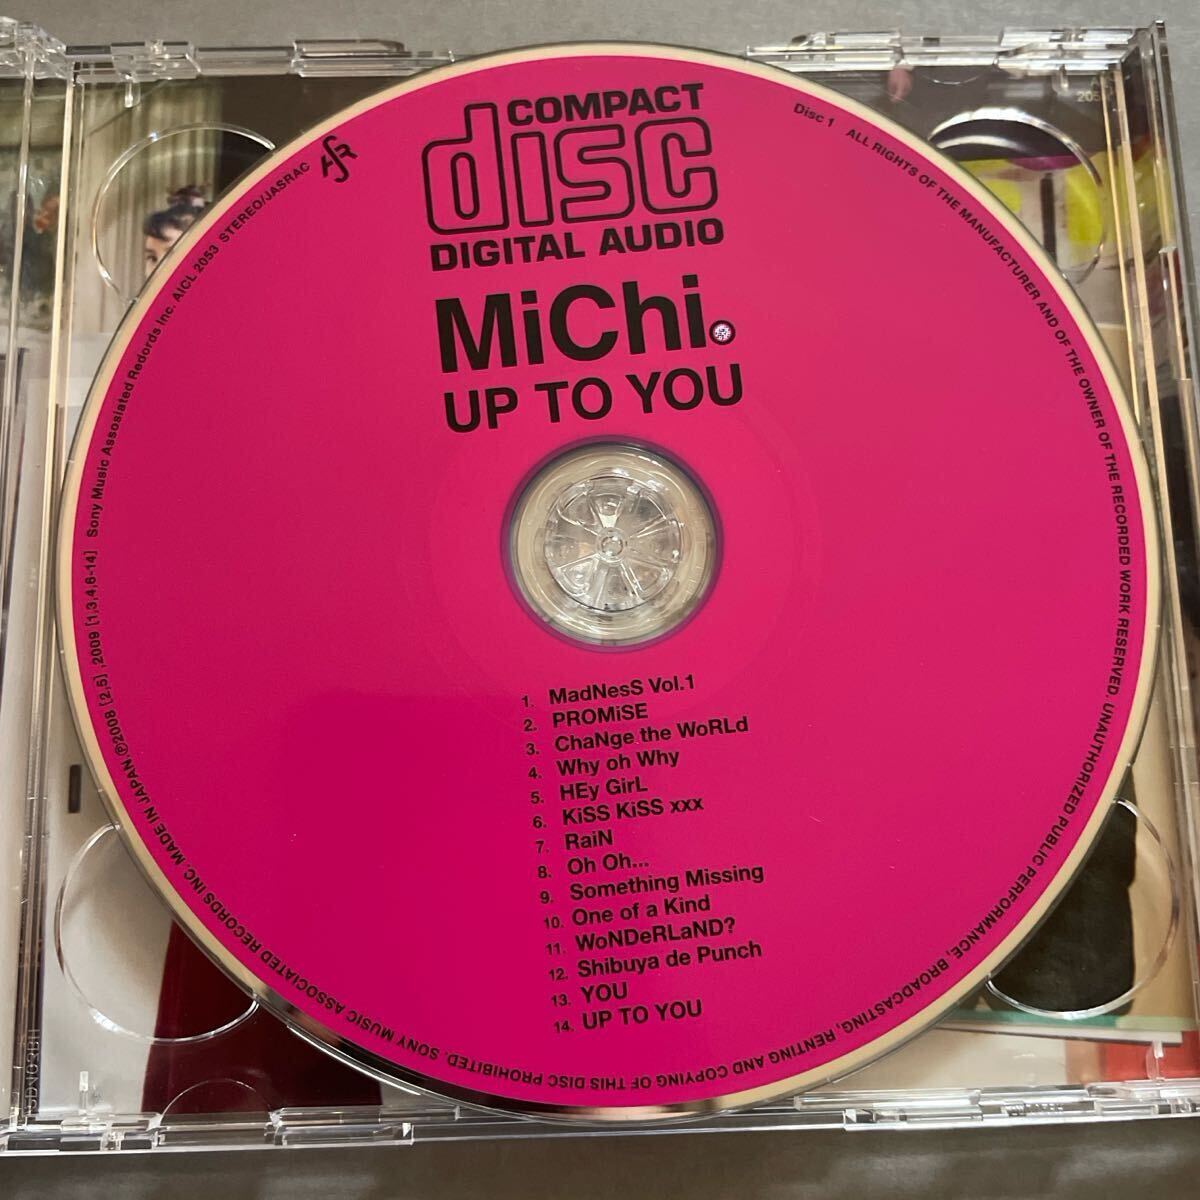 COMPACT
disc
DIGITAL AUDIO
MiChi.
UP TO YOU
1. MadNesS Vol.1
2. PROMiSE
3. ChaNge the WoRLd
4. Why oh Why
5. HEy GirL
6. KiSS KiSS xxx
7. RaiN
8. Oh Oh...
9. Something Missing
10. One of a Kind
11. WoNDeRLaND?
12. Shibuya de Punch
13. YOU
14. UP TO YOU
MADE IN JAPAN ℗2008 [2,5] ,2009 [1,3,4,6-14] Sony Music Assosiated Redords Inc. AICL 2053 STEREO/JASRAC
Disc 1 ALL RIGHTS OF THE MANUFACTURER AND OF THE OWNER OF THE RECORDED WORK RESERVED. UNAUTHORIZED PUBLIC PERFORMANCE, BROADCASTING, RENTING AND COPYING OF THIS DISC PROHIBITED. SONY MUSIC ASSOCIATED RECORDS INC.